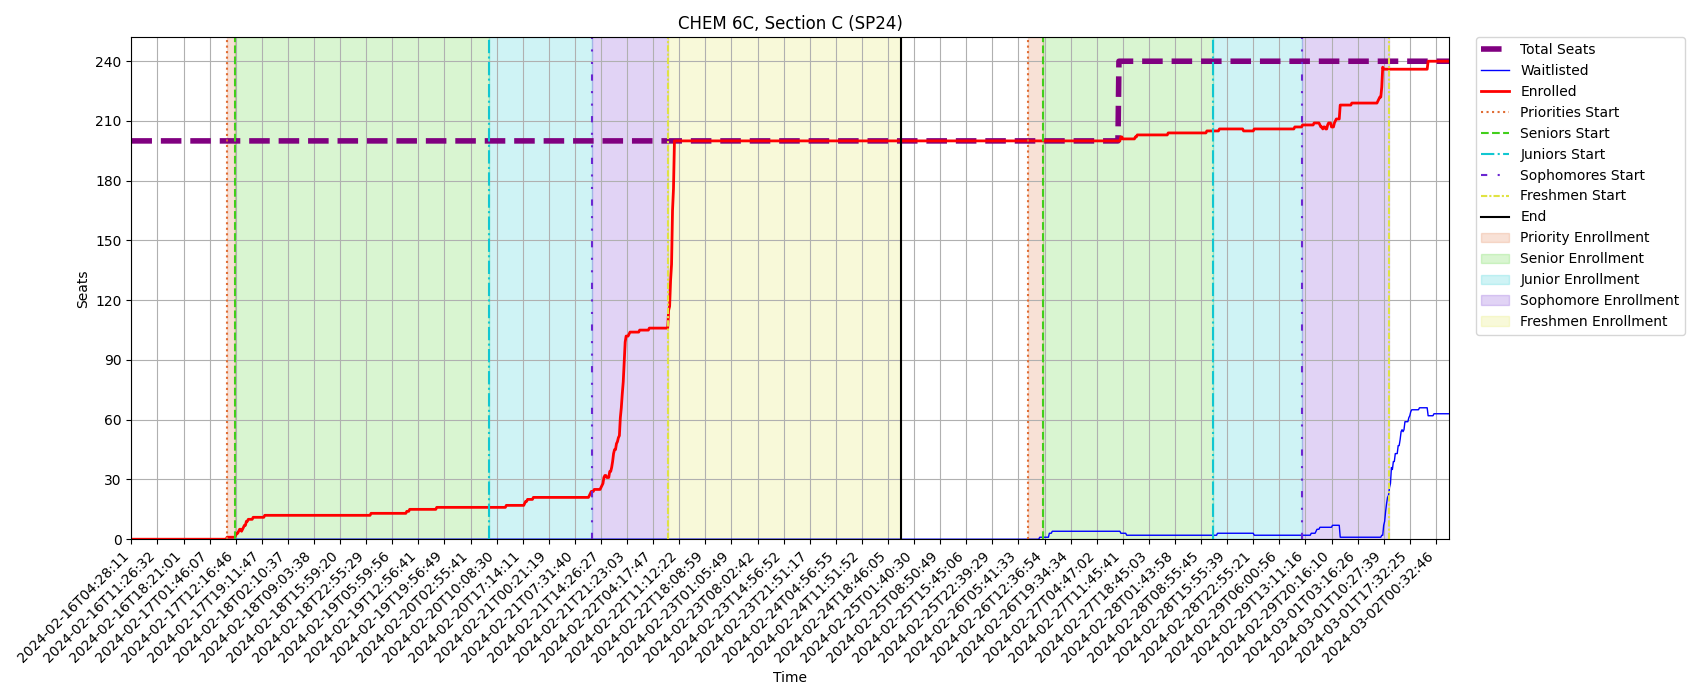 CHEM 6C, Section C (SP24)
Seats
240
210
180
150
120
90
60
30
0
2024-02-16T04:28:11
2024-02-16T11:26:32
2024-02-16T18:21:01
2024-02-17T01:46:07
2024-02-17T12:16:46
2024-02-17T19:11:47
2024-02-18T02:10:37
2024-02-18T09:03:38
2024-02-18T15:59:20
2024-02-18T22:55:29
2024-02-19T05:59:56
2024-02-19T12:56:41
2024-02-19T19:56:49
2024-02-20T02:55:41
2024-02-20T10:08:30
2024-02-20T17:14:11
2024-02-21T00:21:19
2024-02-21T07:31:40
2024-02-21T14:26:27
2024-02-21T21:23:03
2024-02-22T04:17:47
2024-02-22T11:12:22
2024-02-22T18:08:59
2024-02-23T01:05:49
2024-02-23T08:02:42
2024-02-23T14:56:52
2024-02-23T21:51:17
2024-02-24T04:56:55
2024-02-24T11:51:52
2024-02-24T18:46:05
2024-02-25T01:40:30
2024-02-25T08:50:49
2024-02-25T15:45:06
2024-02-25T22:39:29
2024-02-26T05:41:33
2024-02-26T12:36:54
2024-02-26T19:34:34
2024-02-27T04:47:02
2024-02-27T11:45:41
2024-02-27T18:45:03
2024-02-28T01:43:58
2024-02-28T08:55:45
2024-02-28T15:55:39
2024-02-28T22:55:21
2024-02-29T06:00:56
2024-02-29T13:11:16
2024-02-29T20:16:10
2024-03-01T03:16:26
2024-03-01T10:27:39
2024-03-01T17:32:25
2024-03-02T00:32:46
Time
Total Seats
Waitlisted
Enrolled
Priorities Start
Seniors Start
Juniors Start
Sophomores Start
Freshmen Start
End
Priority Enrollment
Senior Enrollment
Junior Enrollment
Sophomore Enrollment
Freshmen Enrollment